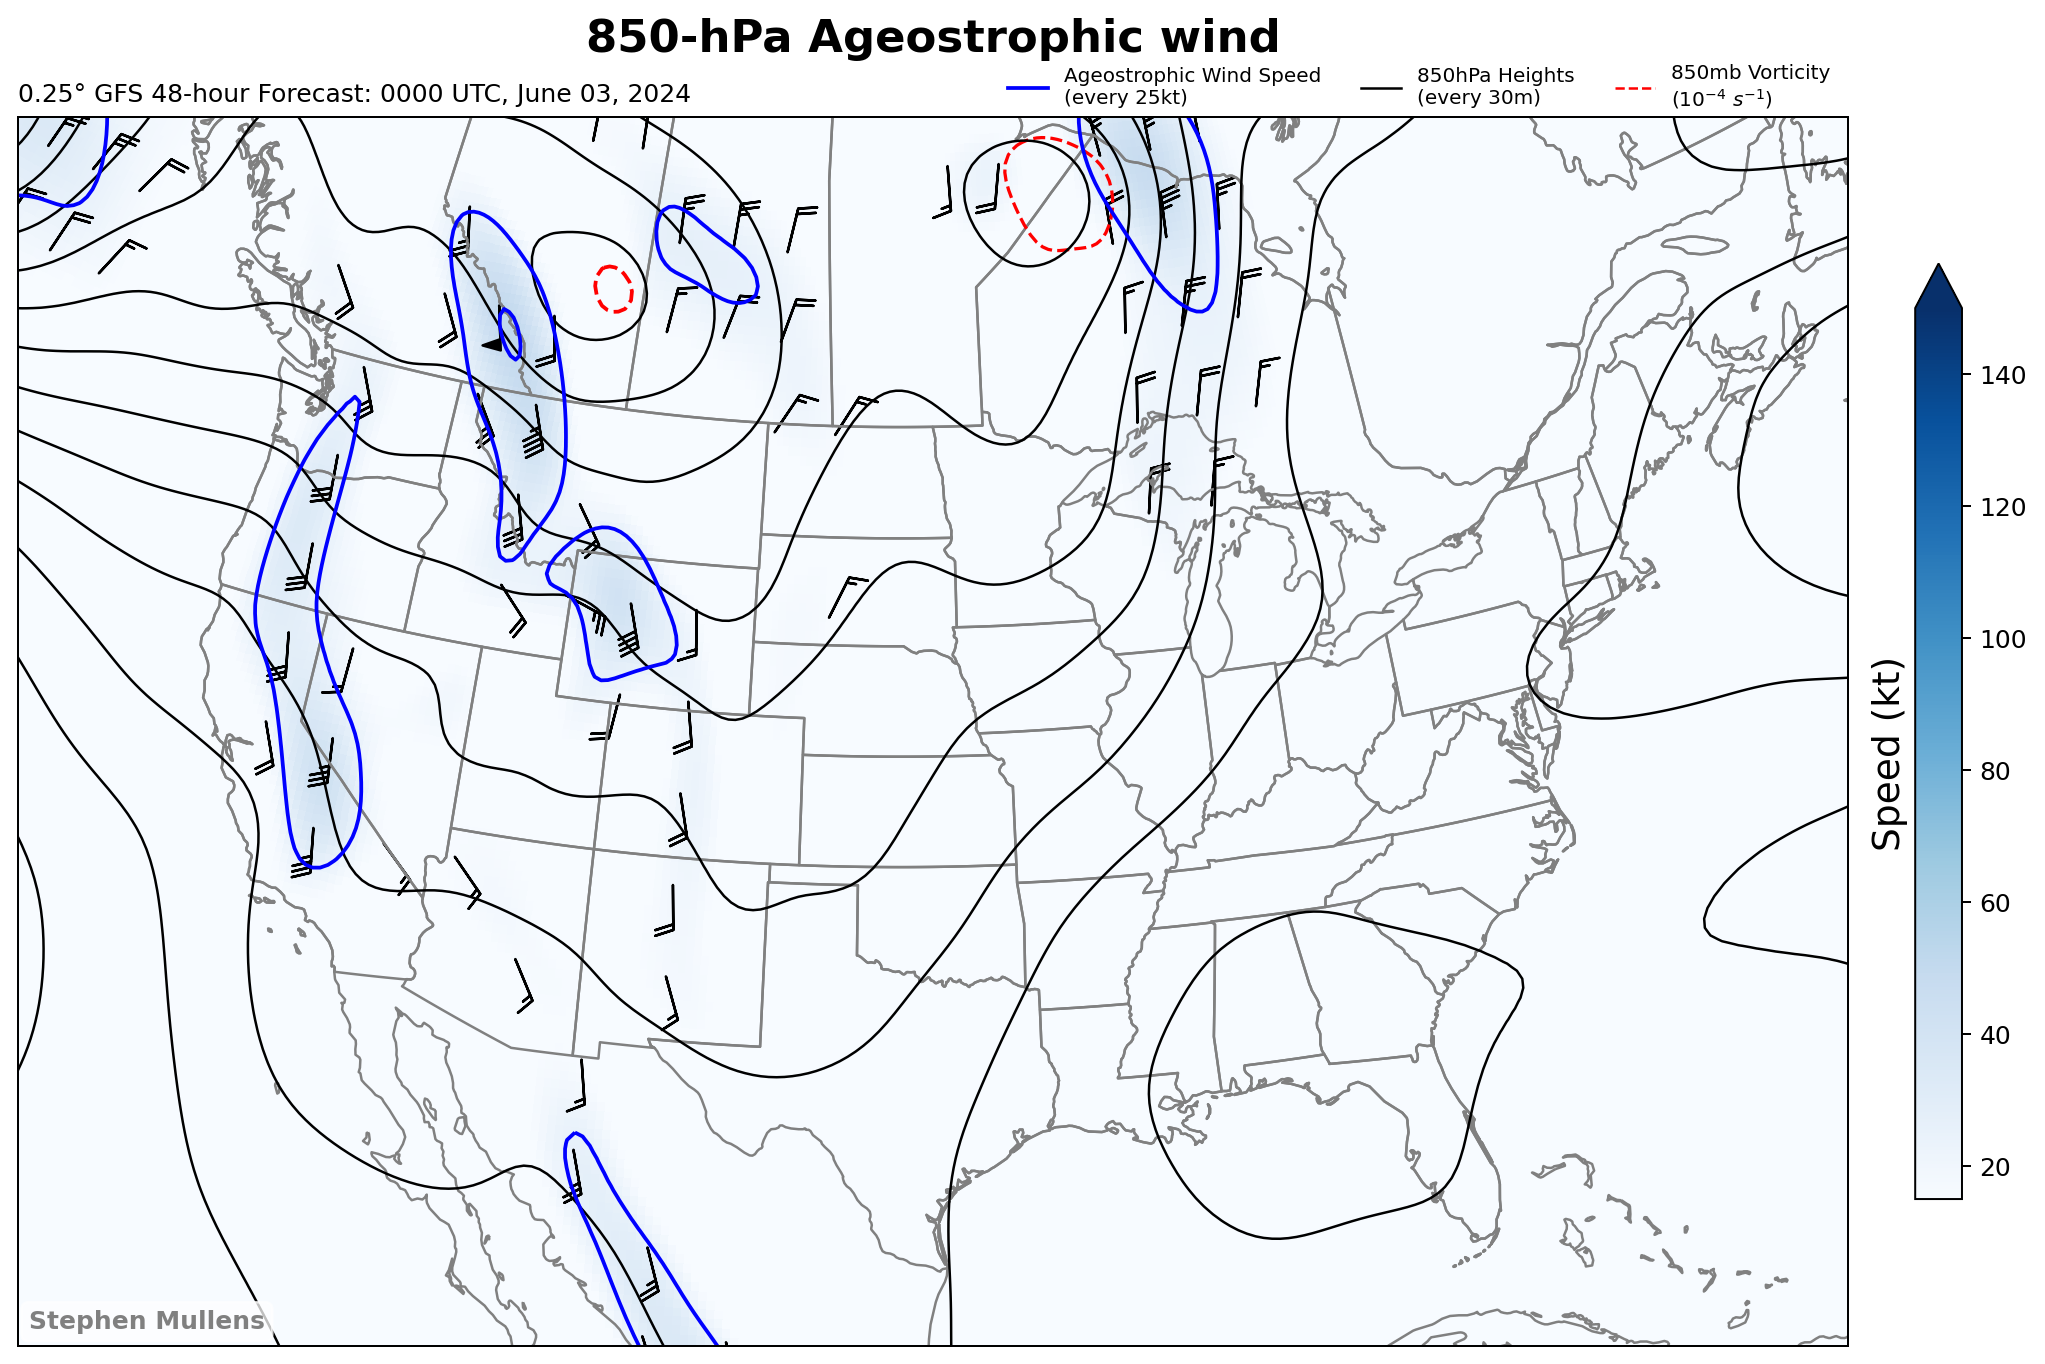 850-hPa Ageostrophic wind
0.25° GFS 48-hour Forecast: 0000 UTC, June 03, 2024
Ageostrophic Wind Speed
(every 25kt)
850hPa Heights
(every 30m)
850mb Vorticity
(10⁻⁴ s⁻¹)
140
120
100
80
60
40
20
Speed (kt)
Stephen Mullens